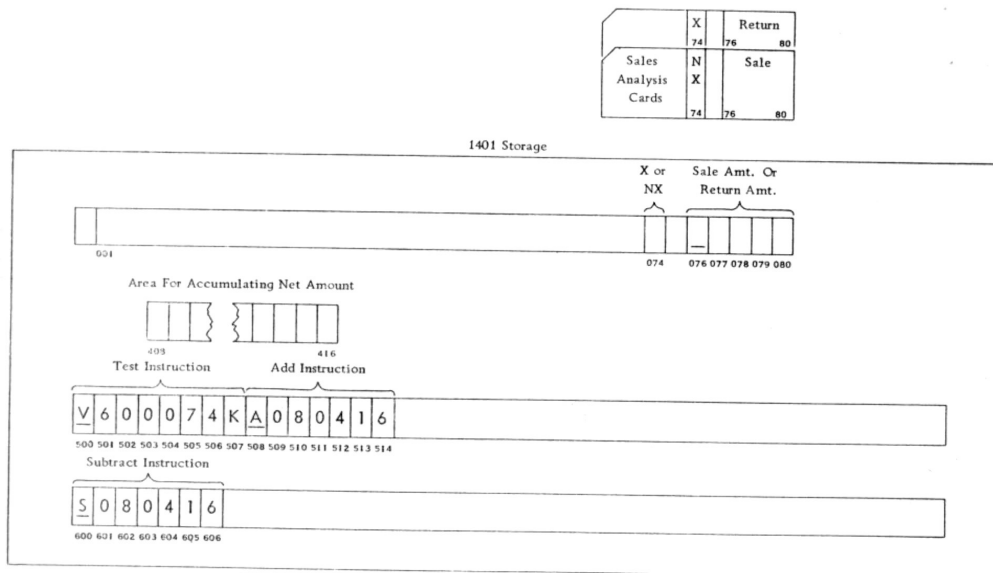 X Return
74 76 80
Sales N Sale
Analysis X
Cards
74 76 80
1401 Storage
X or Sale Amt. Or
NX Return Amt.
001 074 076 077 078 079 080
Area For Accumulating Net Amount
408 416
Test Instruction Add Instruction
V 6 0 0 0 7 4 K A 0 8 0 4 1 6
500 501 502 503 504 505 506 507 508 509 510 511 512 513 514
Subtract Instruction
S 0 8 0 4 1 6
600 601 602 603 604 605 606